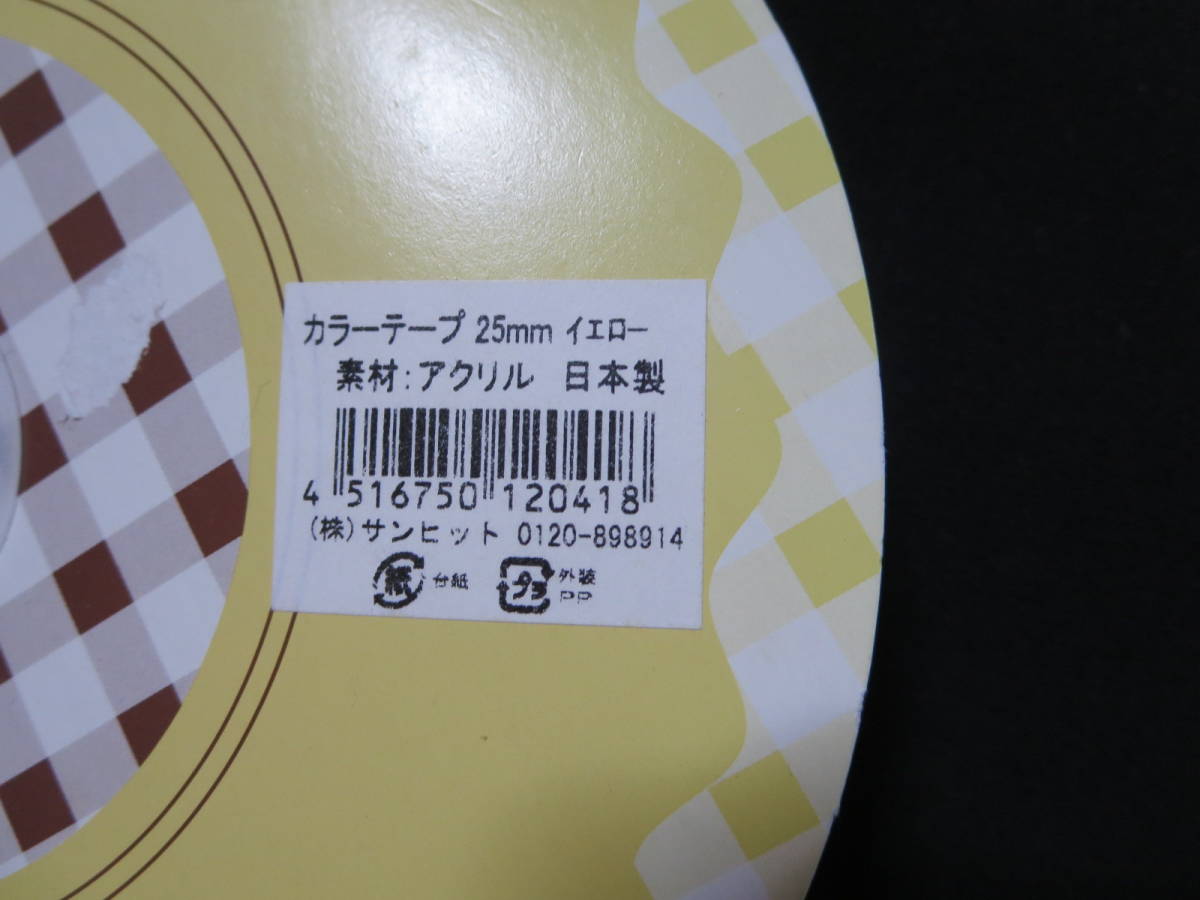 カラーテープ 25mm イエロー
素材:アクリル 日本製
4 516750 120418
(株)サンヒット 0120-898914
紙 台紙 プラ 外装
PP